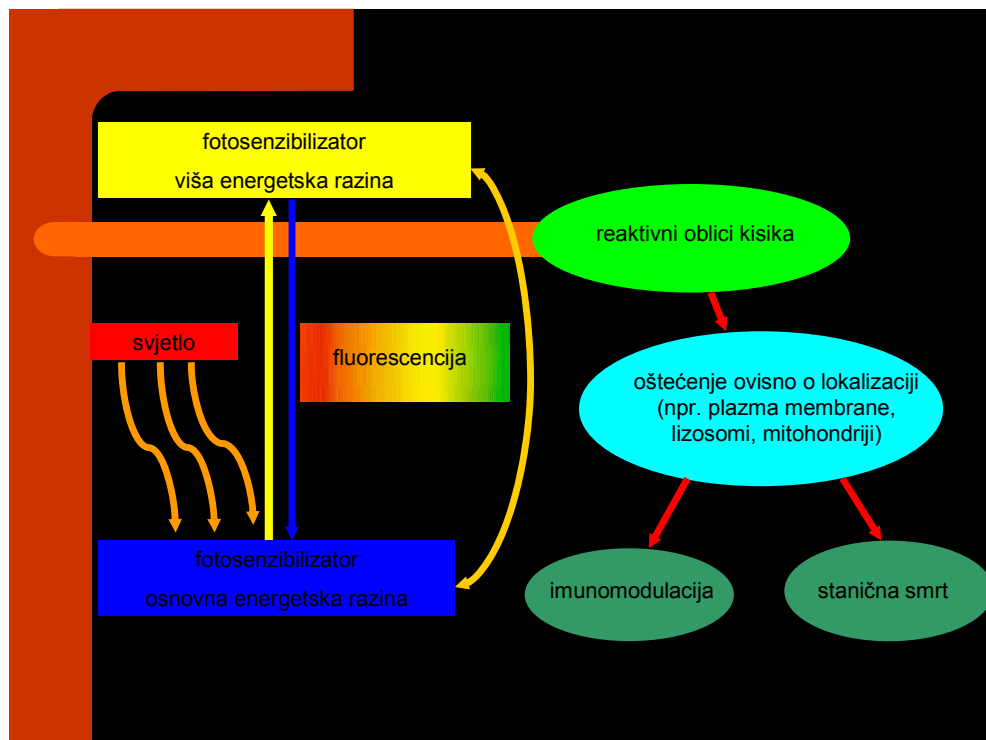 fotosenzibilizator
viša energetska razina
reaktivni oblici kisika
svjetlo
fluorescencija
oštećenje ovisno o lokalizaciji
(npr. plazma membrane,
lizosomi, mitohondriji)
fotosenzibilizator
osnovna energetska razina
imunomodulacija
stanična smrt